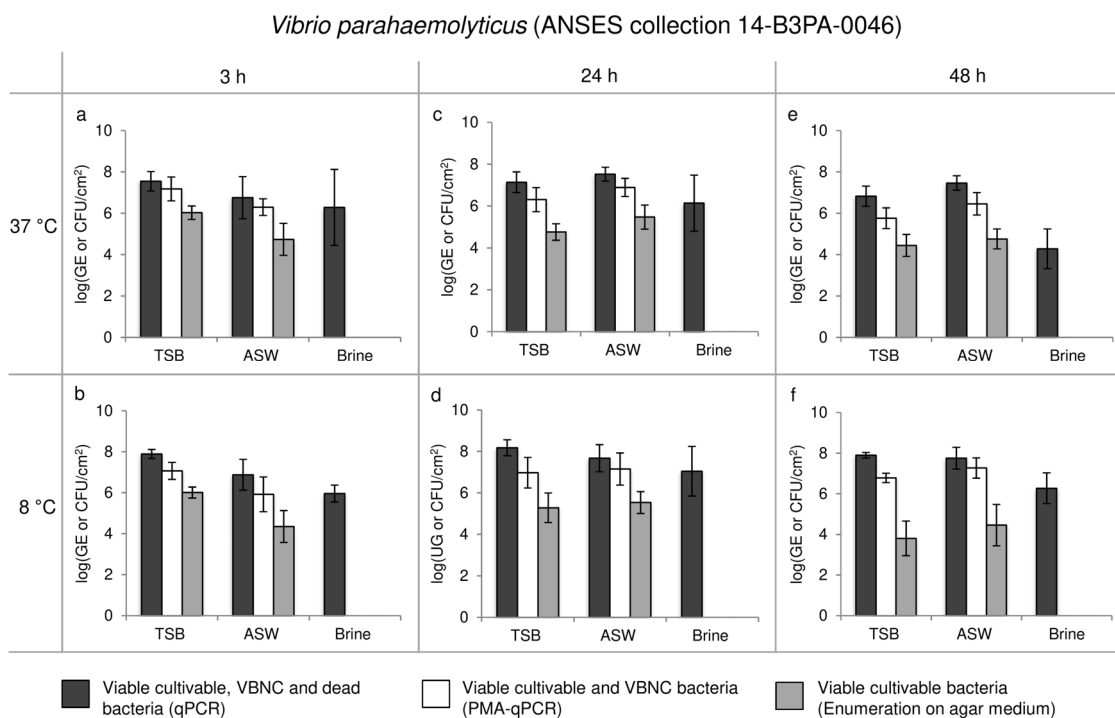 Vibrio parahaemolyticus (ANSES collection 14-B3PA-0046)
3 h
24 h
48 h
37 °C
a
log(GE or CFU/cm²)
10
8
6
4
2
0
TSB
ASW
Brine
c
log(GE or CFU/cm²)
10
8
6
4
2
0
TSB
ASW
Brine
e
log(GE or CFU/cm²)
10
8
6
4
2
0
TSB
ASW
Brine
8 °C
b
log(GE or CFU/cm²)
10
8
6
4
2
0
TSB
ASW
Brine
d
log(UG or CFU/cm²)
10
8
6
4
2
0
TSB
ASW
Brine
f
log(GE or CFU/cm²)
10
8
6
4
2
0
TSB
ASW
Brine
Viable cultivable, VBNC and dead
bacteria (qPCR)
Viable cultivable and VBNC bacteria
(PMA-qPCR)
Viable cultivable bacteria
(Enumeration on agar medium)